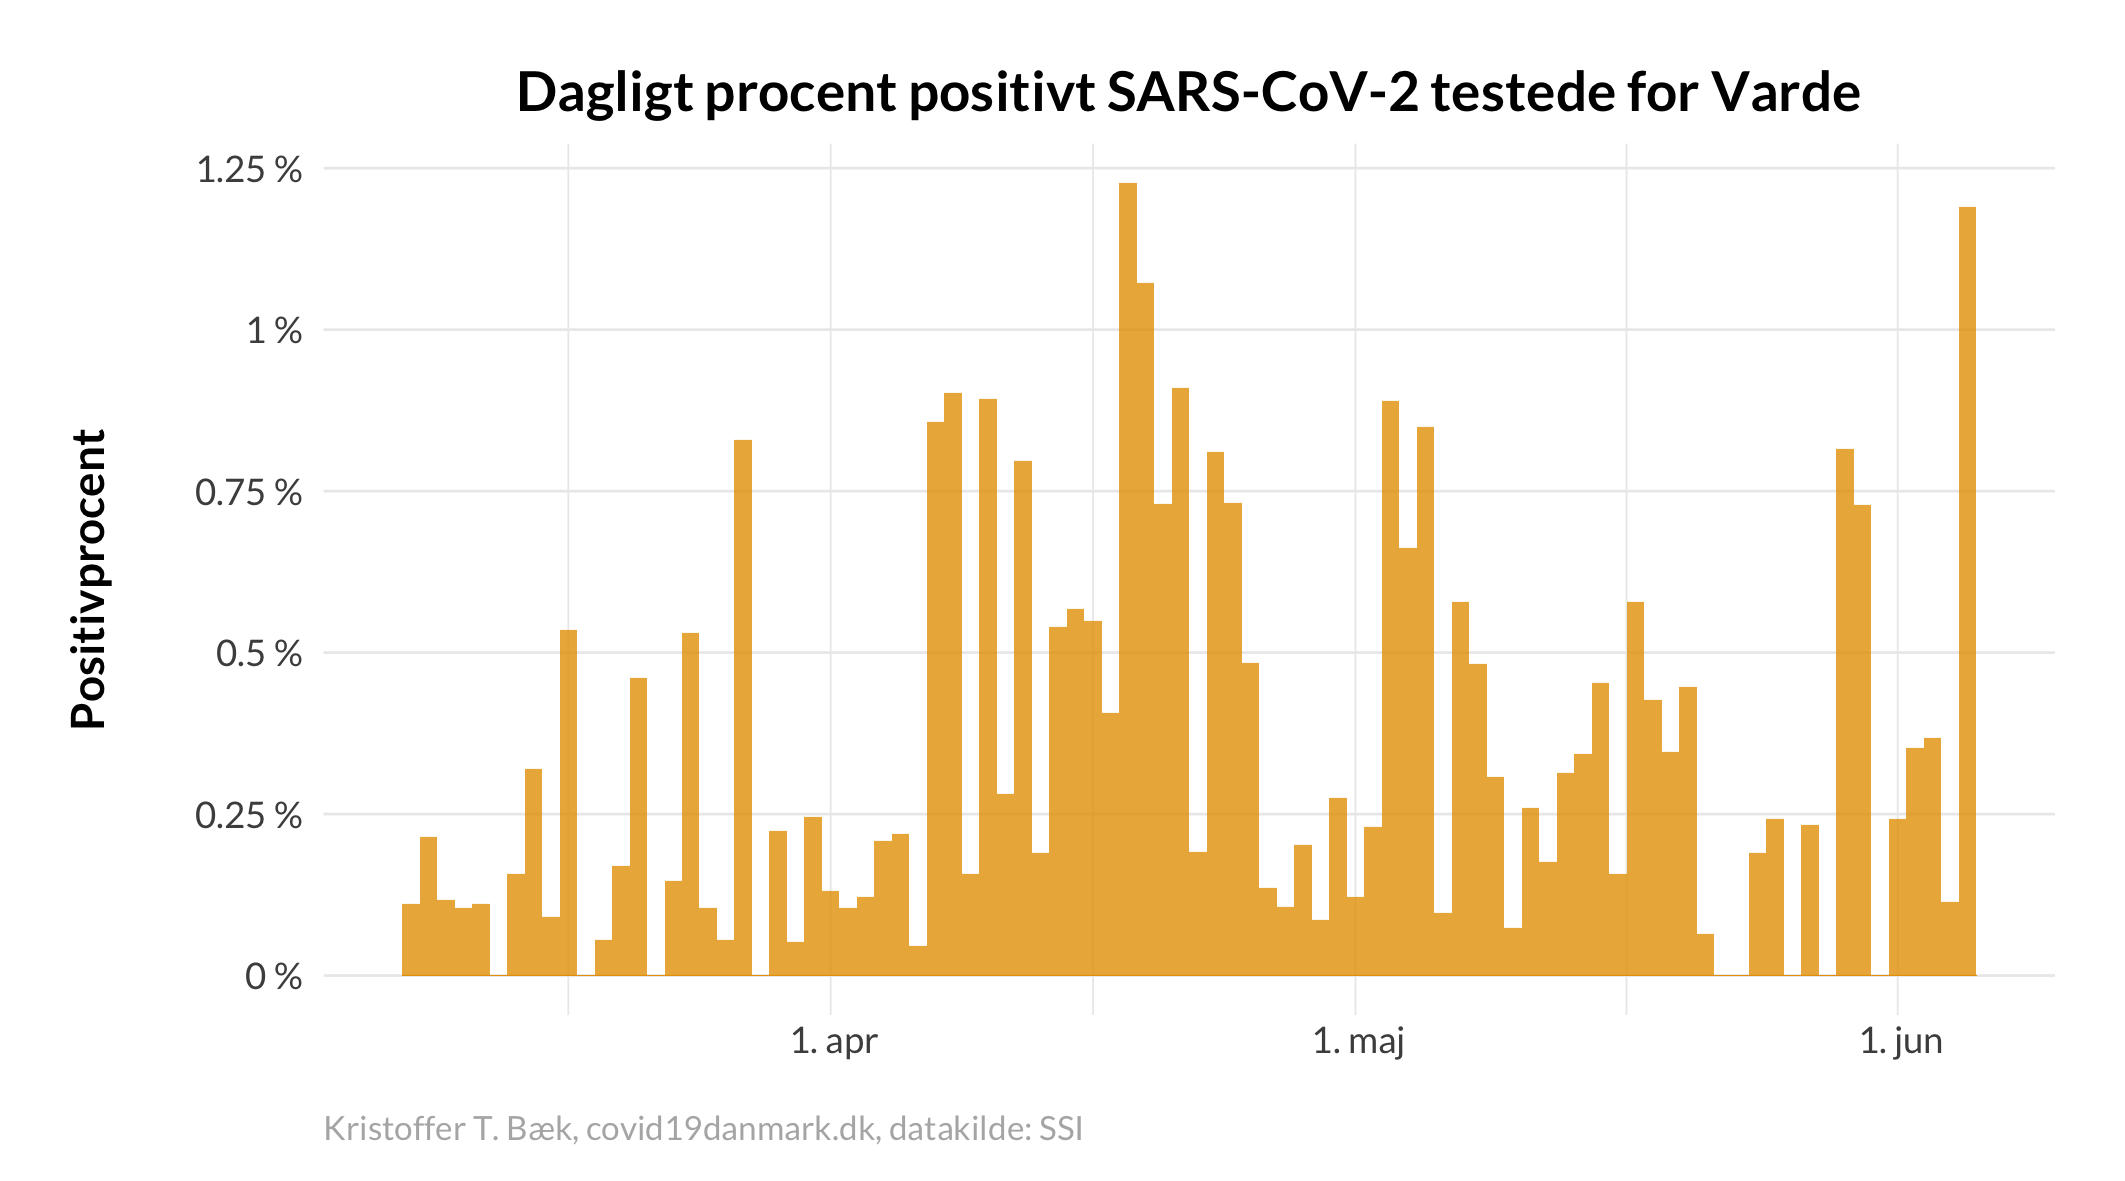 Dagligt procent positivt SARS-CoV-2 testede for Varde
1.25 %
1 %
0.75 %
0.5 %
0.25 %
0 %
Positivprocent
1. apr
1. maj
1. jun
Kristoffer T. Bæk, covid19danmark.dk, datakilde: SSI